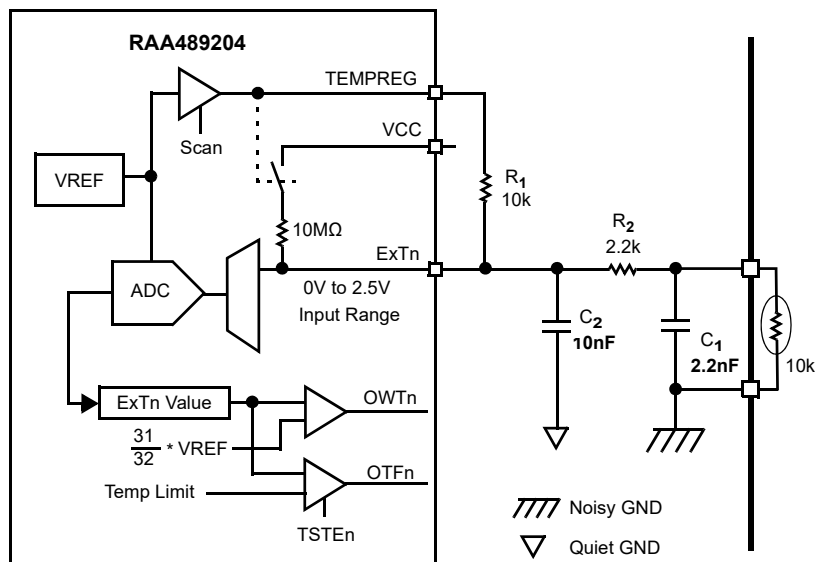 RAA489204
TEMPREG
VCC
Scan
VREF
10MΩ
ExTn
ADC
0V to 2.5V
Input Range
R1
10k
R2
2.2k
C2
10nF
C1
2.2nF
10k
ExTn Value
OWTn
31
32
* VREF
Temp Limit
OTFn
TSTEn
Noisy GND
Quiet GND